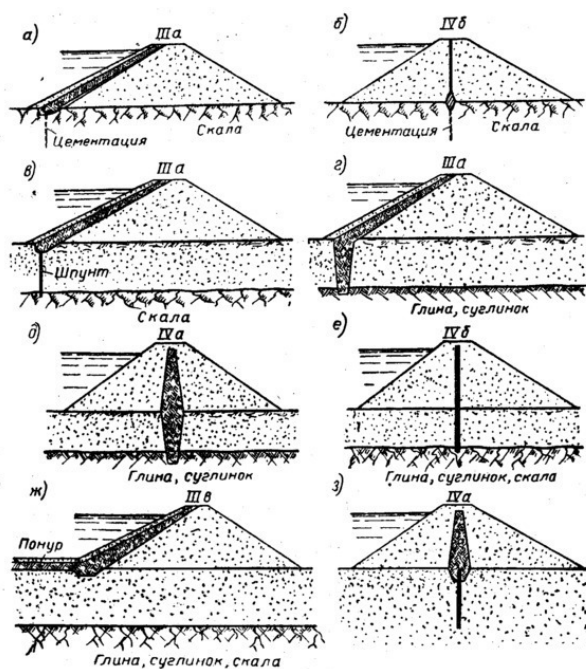 а)
IIIа
Цементация
Скала
б)
IVб
Цементация
Скала
в)
IIIа
Шпунт
Скала
г)
IIIа
Глина, суглинок
д)
IVа
Глина, суглинок
е)
IVб
Глина, суглинок, скала
ж)
IIIв
Понур
Глина, суглинок, скала
з)
IVа